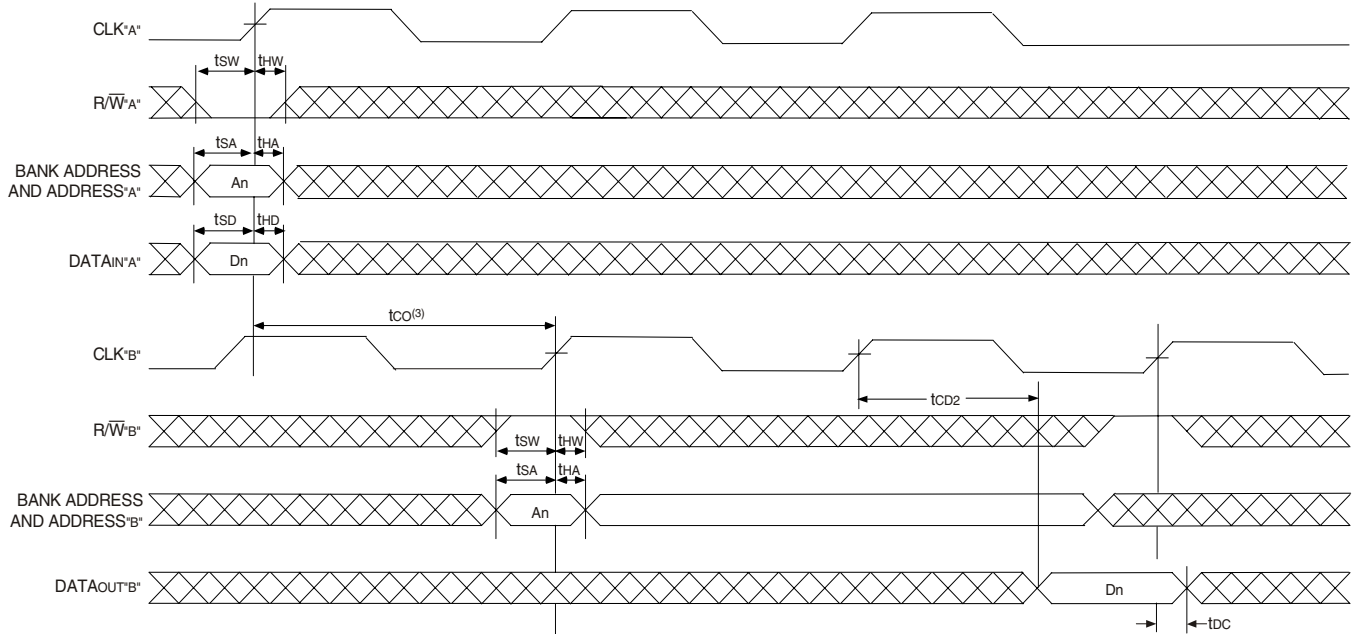 CLK"A"
tSW tHW
R/W̅"A"
tSA tHA
BANK ADDRESS
AND ADDRESS"A"
An
tSD tHD
DATAIN"A"
Dn
tCO(3)
CLK"B"
tCD2
R/W̅"B"
tSW tHW
tSA tHA
BANK ADDRESS
AND ADDRESS"B"
An
DATAOUT"B"
Dn
tDC